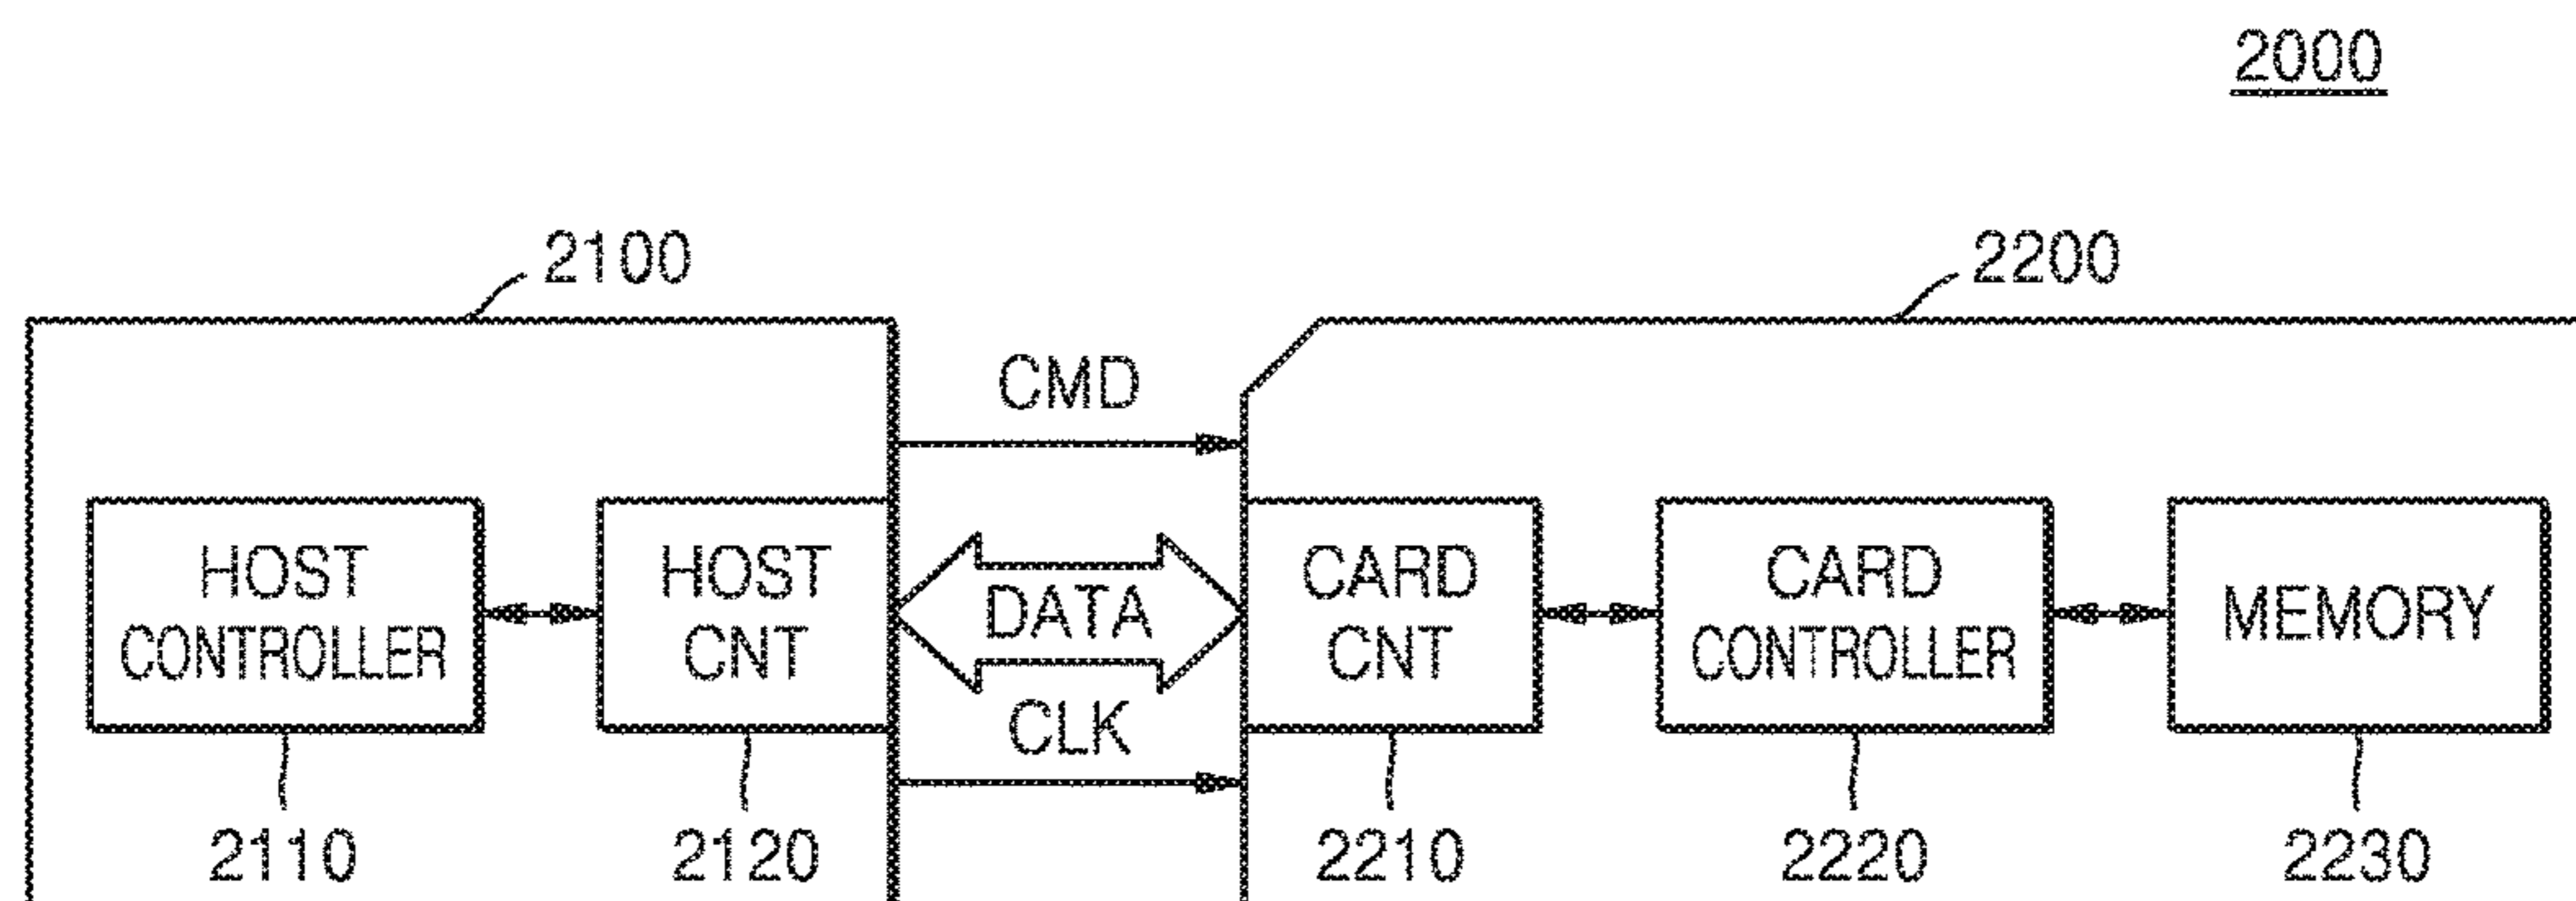 2000
2100
2200
CMD
HOST
CONTROLLER
HOST
CNT
DATA
CARD
CNT
CARD
CONTROLLER
MEMORY
CLK
2110
2120
2210
2220
2230